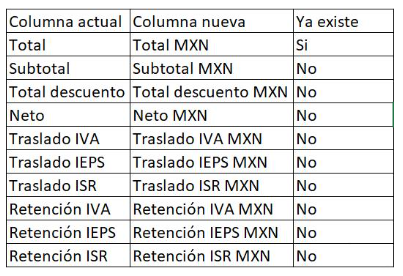 Columna actual Columna nueva Ya existe
Total Total MXN Si
Subtotal Subtotal MXN No
Total descuento Total descuento MXN No
Neto Neto MXN No
Traslado IVA Traslado IVA MXN No
Traslado IEPS Traslado IEPS MXN No
Traslado ISR Traslado ISR MXN No
Retención IVA Retención IVA MXN No
Retención IEPS Retención IEPS MXN No
Retención ISR Retención ISR MXN No